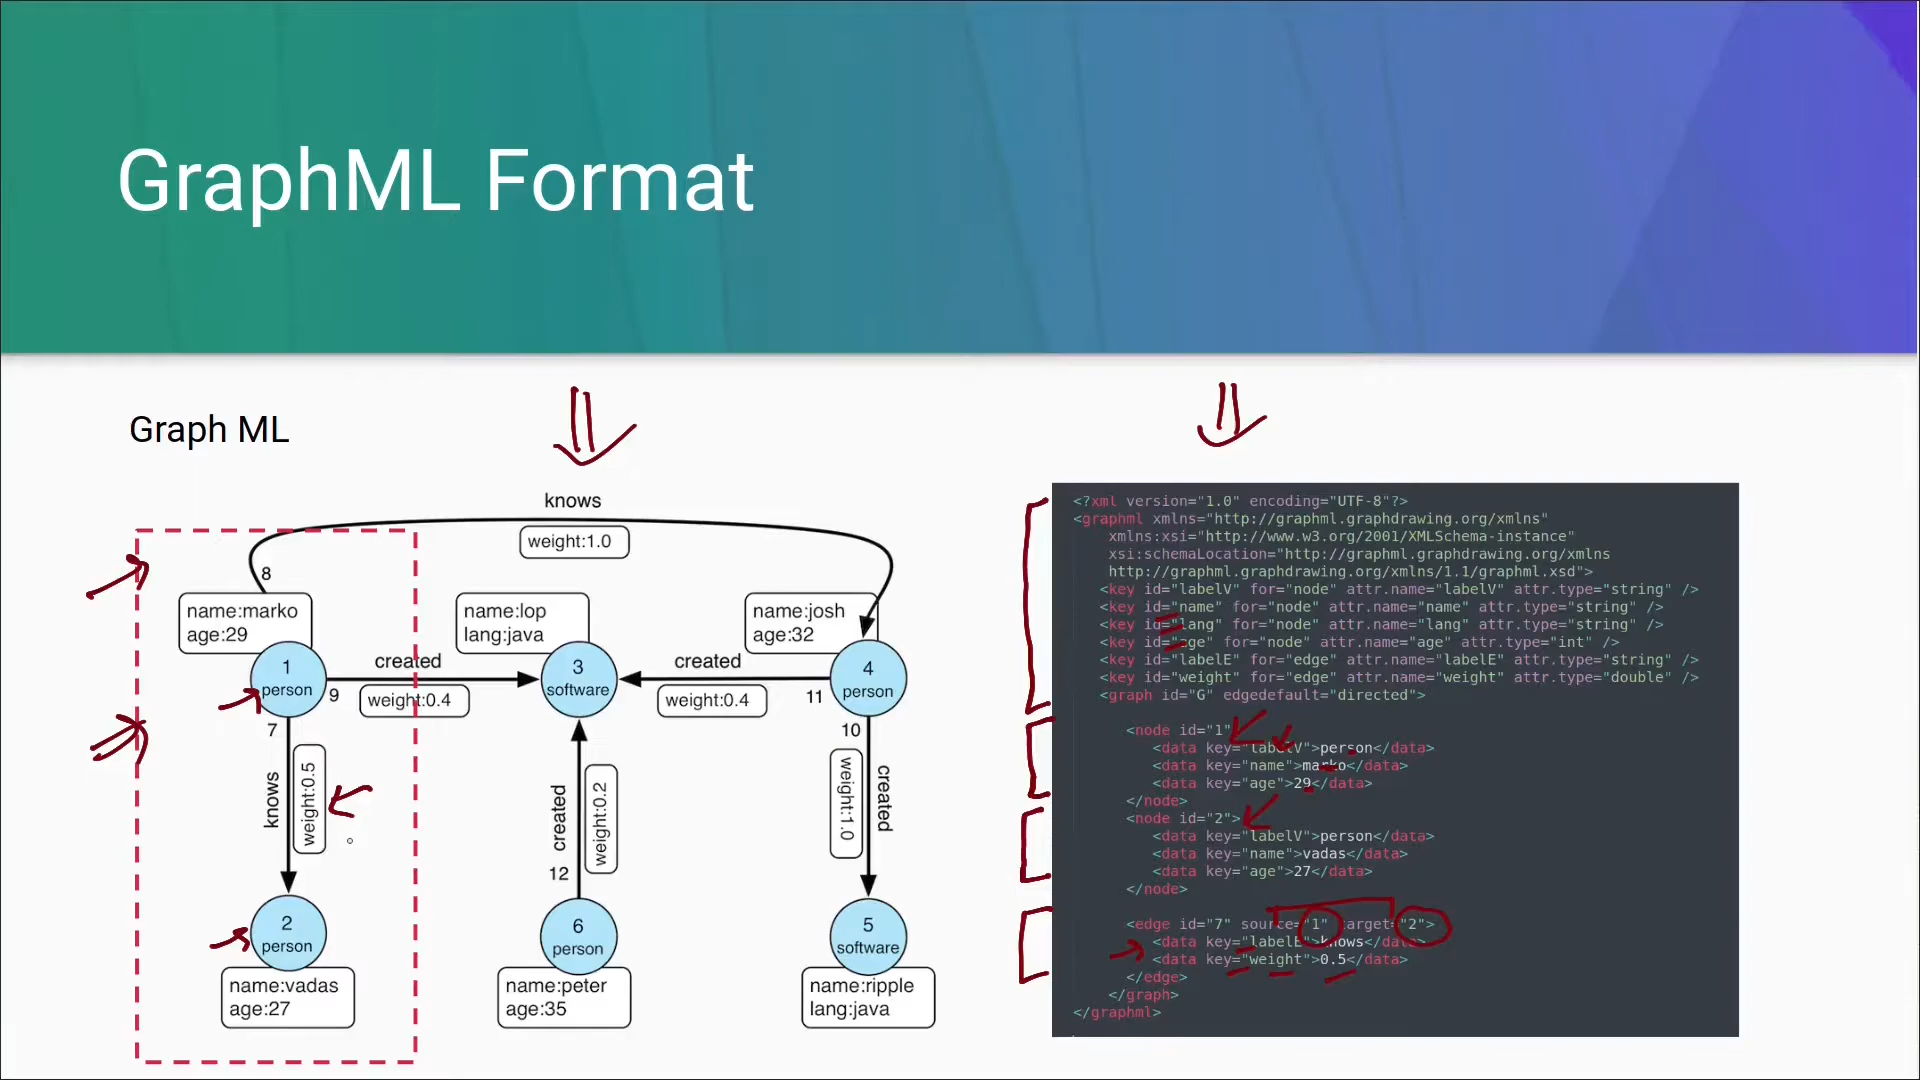 GraphML Format
Graph ML
knows
weight:1.0
8
name:marko
age:29
name:lop
lang:java
name:josh
age:32
1
person
created
9
weight:0.4
3
software
created
weight:0.4
11
4
person
7
knows
weight:0.5
created
weight:0.2
12
10
weight:1.0
created
2
person
6
person
5
software
name:vadas
age:27
name:peter
age:35
name:ripple
lang:java
<?xml version="1.0" encoding="UTF-8"?>
<graphml xmlns="http://graphml.graphdrawing.org/xmlns"
xmlns:xsi="http://www.w3.org/2001/XMLSchema-instance"
xsi:schemaLocation="http://graphml.graphdrawing.org/xmlns
http://graphml.graphdrawing.org/xmlns/1.1/graphml.xsd">
<key id="labelV" for="node" attr.name="labelV" attr.type="string" />
<key id="name" for="node" attr.name="name" attr.type="string" />
<key id="lang" for="node" attr.name="lang" attr.type="string" />
<key id="age" for="node" attr.name="age" attr.type="int" />
<key id="labelE" for="edge" attr.name="labelE" attr.type="string" />
<key id="weight" for="edge" attr.name="weight" attr.type="double" />
<graph id="G" edgedefault="directed">
<node id="1"
<data key="labelV">person</data>
<data key="name">marko</data>
<data key="age">29</data>
</node>
<node id="2">
<data key="labelV">person</data>
<data key="name">vadas</data>
<data key="age">27</data>
</node>
<edge id="7" source="1" target="2">
<data key="labelE">knows</data>
<data key="weight">0.5</data>
</edge>
</graph>
</graphml>